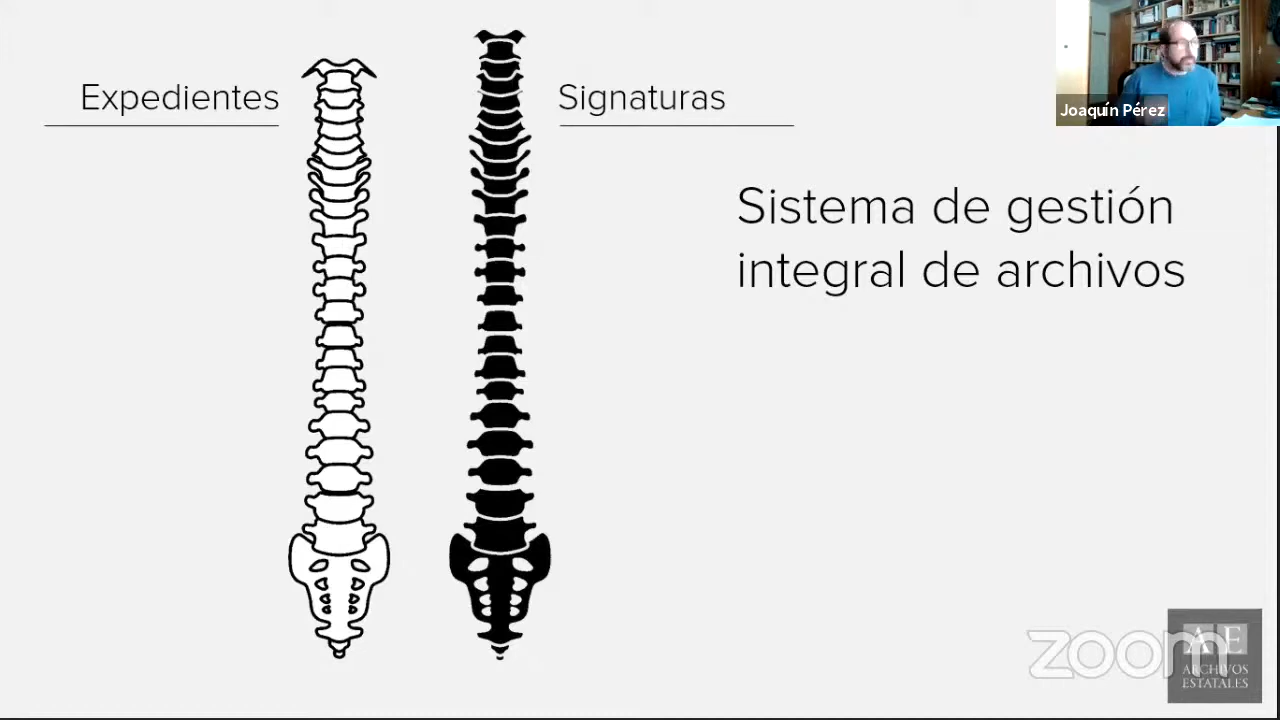 Expedientes
Signaturas
Joaquín Pérez
Sistema de gestión
integral de archivos
zoom
AE
ARCHIVOS
ESTATALES